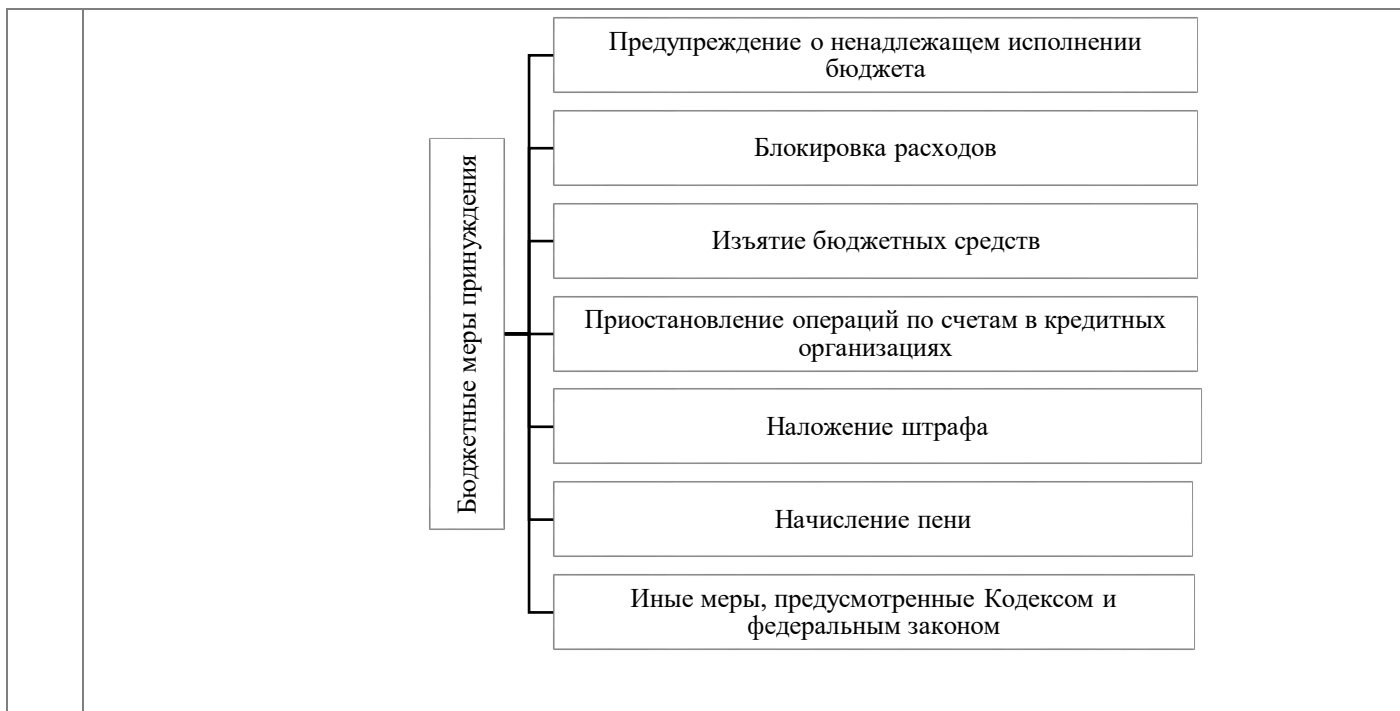 Бюджетные меры принуждения
Предупреждение о ненадлежащем исполнении
бюджета
Блокировка расходов
Изъятие бюджетных средств
Приостановление операций по счетам в кредитных
организациях
Наложение штрафа
Начисление пени
Иные меры, предусмотренные Кодексом и
федеральным законом